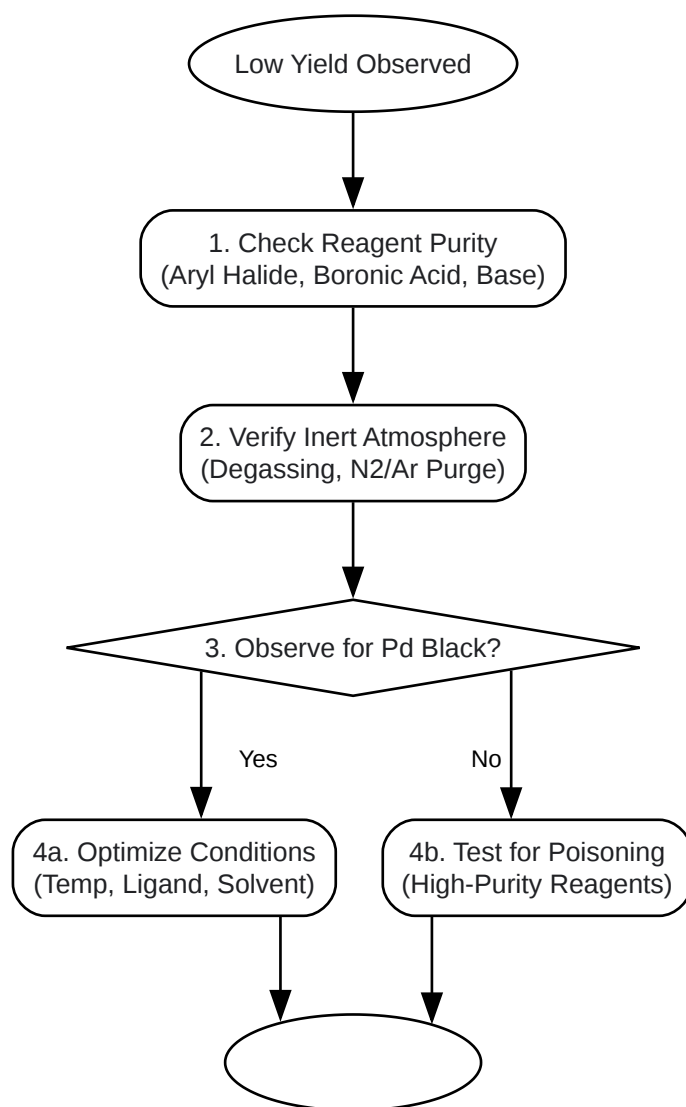 Low Yield Observed
1. Check Reagent Purity
(Aryl Halide, Boronic Acid, Base)
2. Verify Inert Atmosphere
(Degassing, N2/Ar Purge)
3. Observe for Pd Black?
Yes
No
4a. Optimize Conditions
(Temp, Ligand, Solvent)
4b. Test for Poisoning
(High-Purity Reagents)